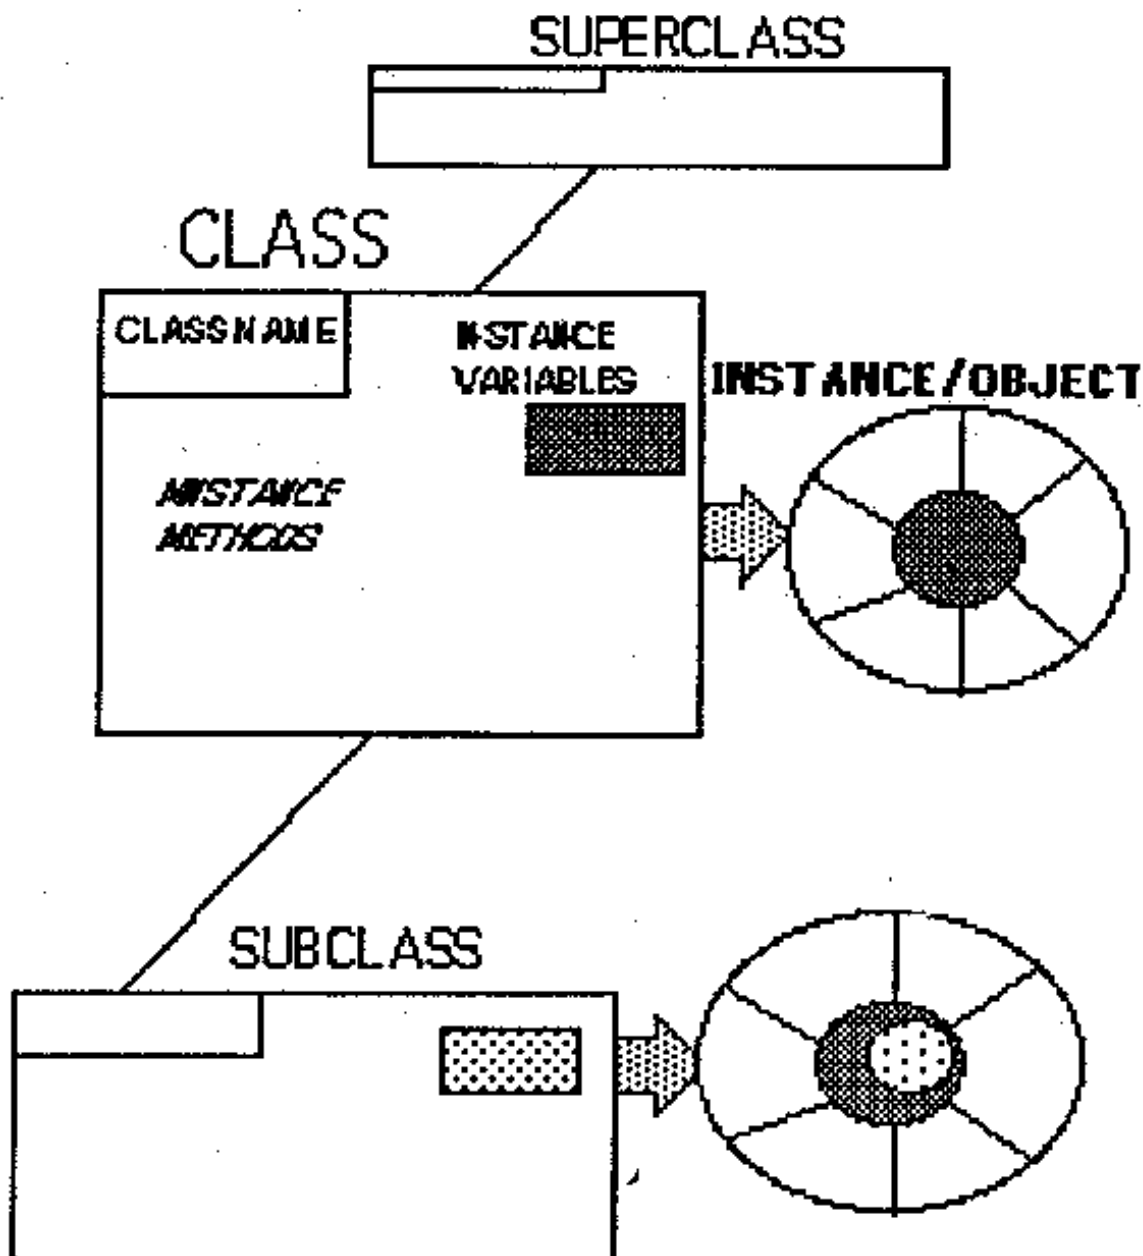 SUPERCLASS
CLASS
CLASSNAME
INSTANCE
VARIABLES
INSTANCE/OBJECT
INSTANCE
METHODS
SUBCLASS